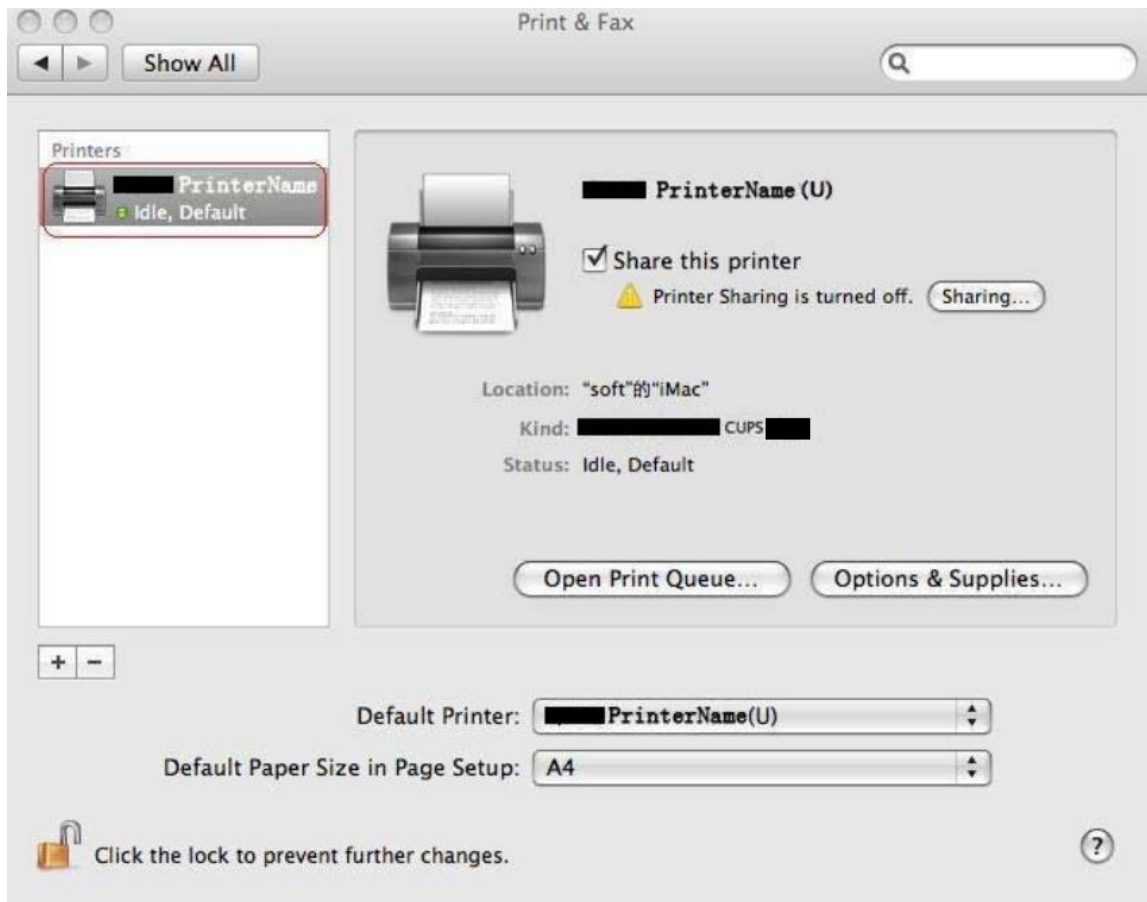 Print & Fax
Show All
Printers
PrinterName
Idle, Default
PrinterName (U)
Share this printer
Printer Sharing is turned off. Sharing...
Location: "soft"的"iMac"
Kind: CUPS
Status: Idle, Default
Open Print Queue... Options & Supplies...
+ −
Default Printer: PrinterName(U)
Default Paper Size in Page Setup: A4
Click the lock to prevent further changes. ?